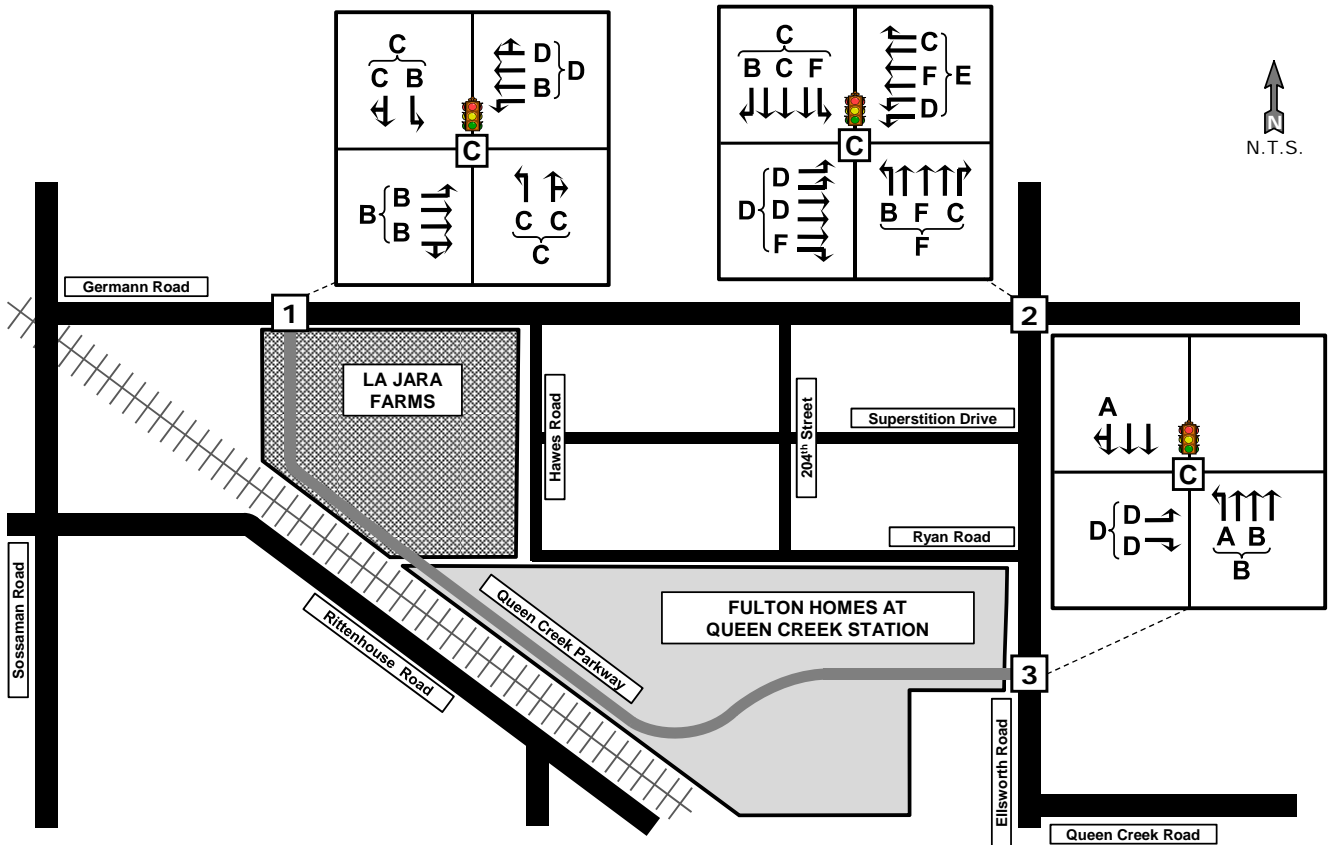 C
C B
D
B
D
C
B
B
B
C C
C
C
B C F
C
F
D
E
C
D
D
F
D
B F C
F
N
N.T.S.
Germann Road
1
2
LA JARA
FARMS
Hawes Road
204th Street
Superstition Drive
Ryan Road
A
C
D
D
D
A B
B
Sossaman Road
Rittenhouse Road
Queen Creek Parkway
FULTON HOMES AT
QUEEN CREEK STATION
3
Ellsworth Road
Queen Creek Road